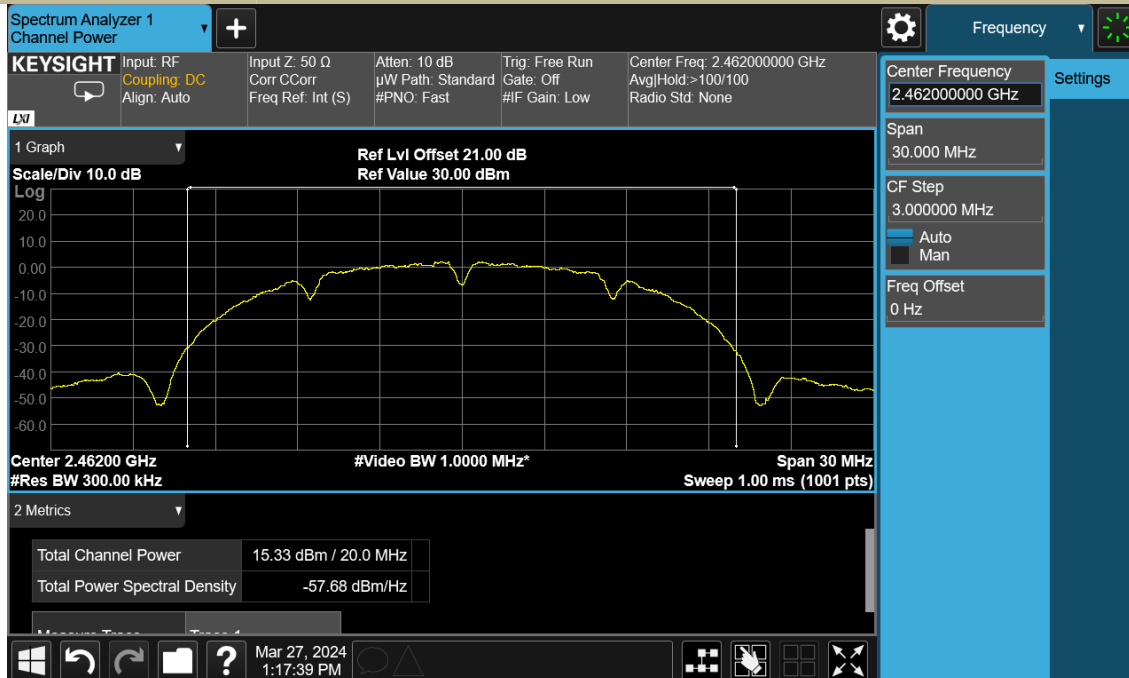 Spectrum Analyzer 1
Channel Power
Frequency
KEYSIGHT
LXI
Input: RF
Coupling: DC
Align: Auto
Input Z: 50 Ω
Corr CCorr
Freq Ref: Int (S)
Atten: 10 dB
µW Path: Standard
#PNO: Fast
Trig: Free Run
Gate: Off
#IF Gain: Low
Center Freq: 2.462000000 GHz
Avg|Hold:>100/100
Radio Std: None
Center Frequency
2.462000000 GHz
Settings
Span
30.000 MHz
CF Step
3.000000 MHz
Auto
Man
Freq Offset
0 Hz
1 Graph
Scale/Div 10.0 dB
Ref Lvl Offset 21.00 dB
Ref Value 30.00 dBm
Log
20.0
10.0
0.00
-10.0
-20.0
-30.0
-40.0
-50.0
-60.0
Center 2.46200 GHz
#Video BW 1.0000 MHz*
Span 30 MHz
#Res BW 300.00 kHz
Sweep 1.00 ms (1001 pts)
2 Metrics
Total Channel Power 15.33 dBm / 20.0 MHz
Total Power Spectral Density -57.68 dBm/Hz
Mar 27, 2024
1:17:39 PM